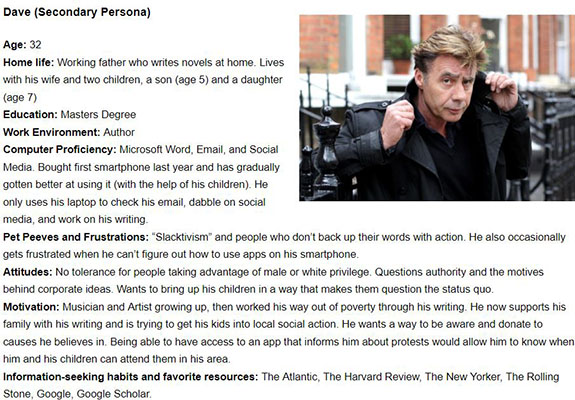 Dave (Secondary Persona)
Age: 32
Home life: Working father who writes novels at home. Lives
with his wife and two children, a son (age 5) and a daughter
(age 7)
Education: Masters Degree
Work Environment: Author
Computer Proficiency: Microsoft Word, Email, and Social
Media. Bought first smartphone last year and has gradually
gotten better at using it (with the help of his children). He
only uses his laptop to check his email, dabble on social
media, and work on his writing.
Pet Peeves and Frustrations: “Slacktivism” and people who don’t back up their words with action. He also occasionally
gets frustrated when he can’t figure out how to use apps on his smartphone.
Attitudes: No tolerance for people taking advantage of male or white privilege. Questions authority and the motives
behind corporate ideas. Wants to bring up his children in a way that makes them question the status quo.
Motivation: Musician and Artist growing up, then worked his way out of poverty through his writing. He now supports his
family with his writing and is trying to get his kids into local social action. He wants a way to be aware and donate to
causes he believes in. Being able to have access to an app that informs him about protests would allow him to know when
him and his children can attend them in his area.
Information-seeking habits and favorite resources: The Atlantic, The Harvard Review, The New Yorker, The Rolling
Stone, Google, Google Scholar.